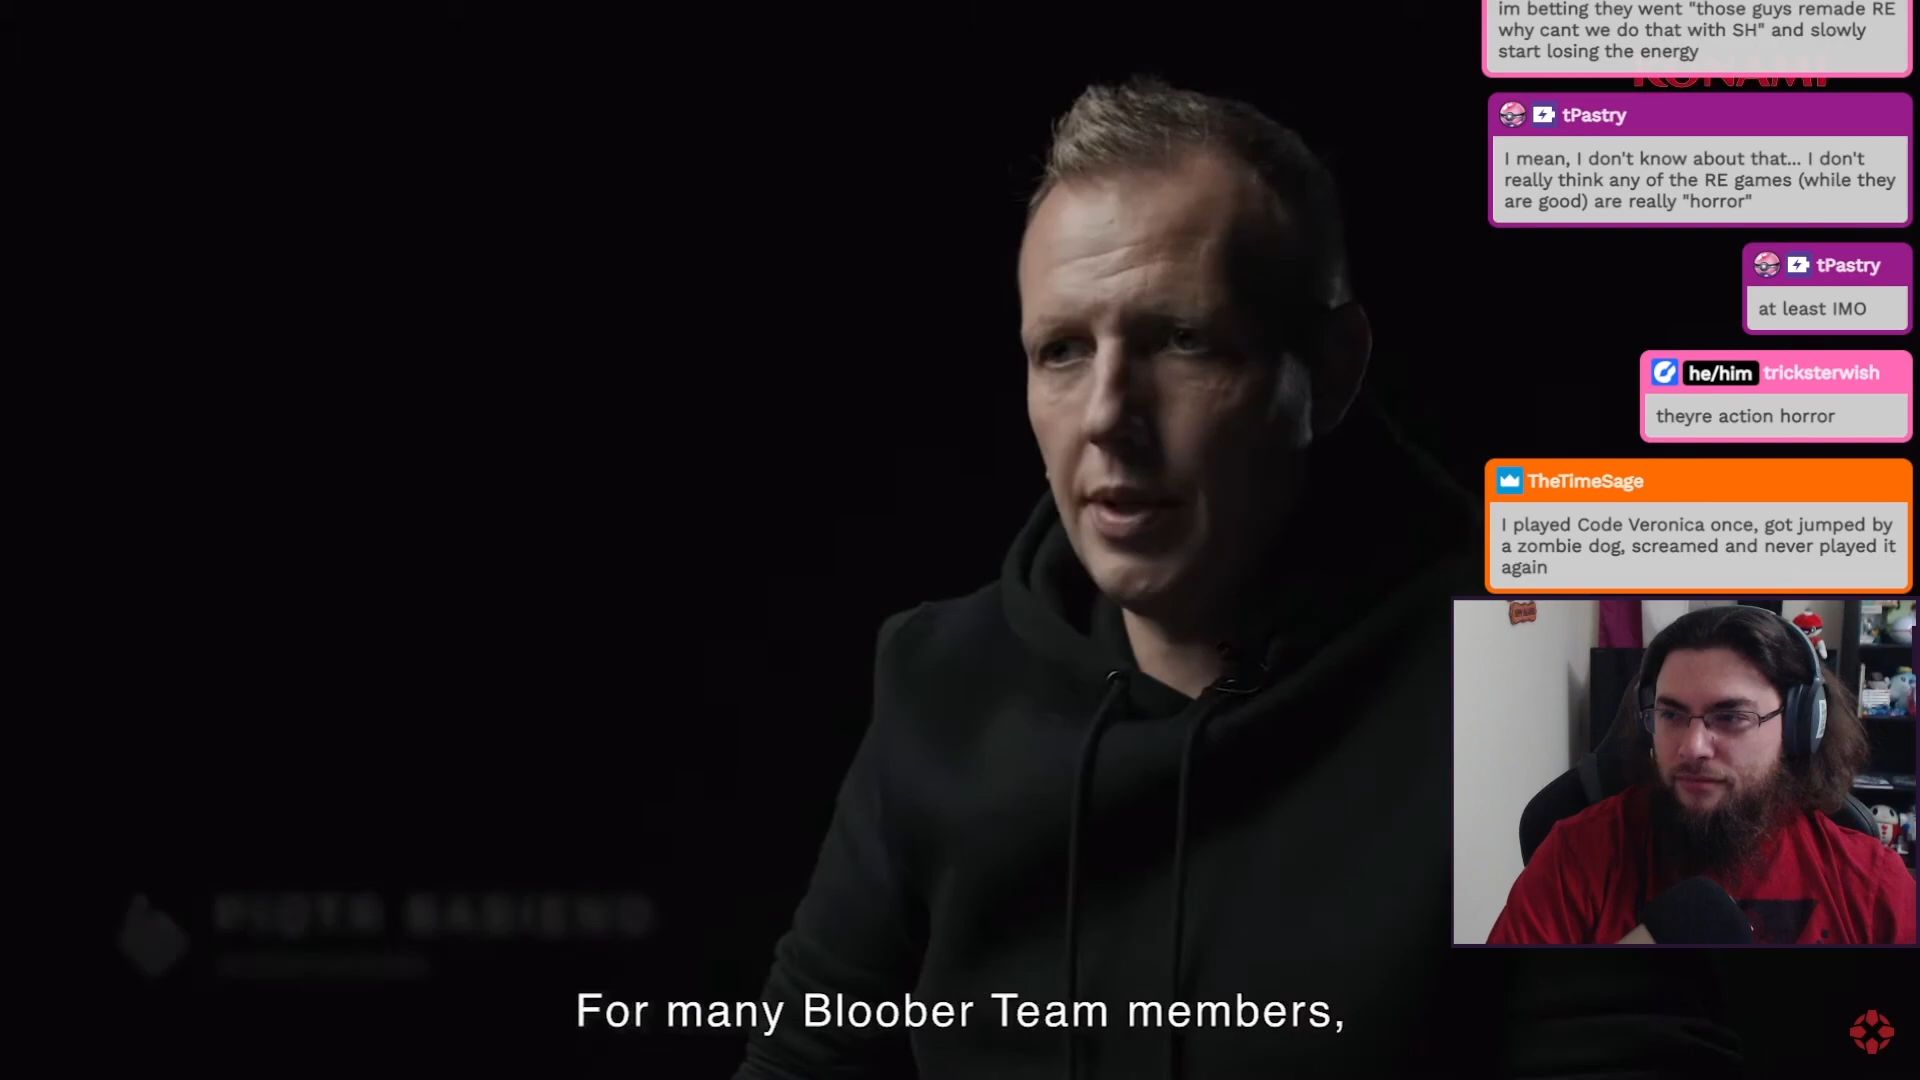 im betting they went "those guys remade RE
why cant we do that with SH" and slowly
start losing the energy
KONAMI
tPastry
I mean, I don't know about that... I don't
really think any of the RE games (while they
are good) are really "horror"
tPastry
at least IMO
he/him tricksterwish
theyre action horror
TheTimeSage
I played Code Veronica once, got jumped by
a zombie dog, screamed and never played it
again
For many Bloober Team members,